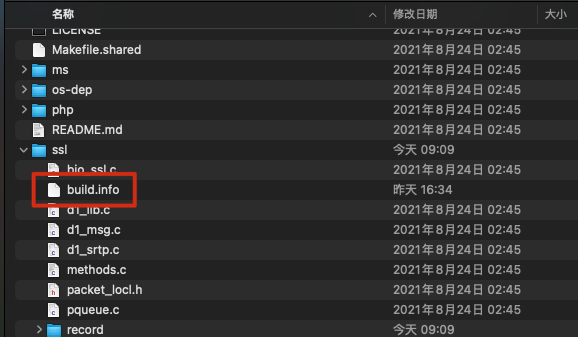 名称 修改日期 大小
LICENSE 2021年8月24日 02:45
Makefile.shared 2021年8月24日 02:45
ms 2021年8月24日 02:45
os-dep 2021年8月24日 02:45
php 2021年8月24日 02:45
README.md 2021年8月24日 02:45
ssl 今天 09:09
bio_ssl.c 2021年8月24日 02:45
build.info 昨天 16:34
d1_lib.c 2021年8月24日 02:45
d1_msg.c 2021年8月24日 02:45
d1_srtp.c 2021年8月24日 02:45
methods.c 2021年8月24日 02:45
packet_locl.h 2021年8月24日 02:45
pqueue.c 2021年8月24日 02:45
record 今天 09:09